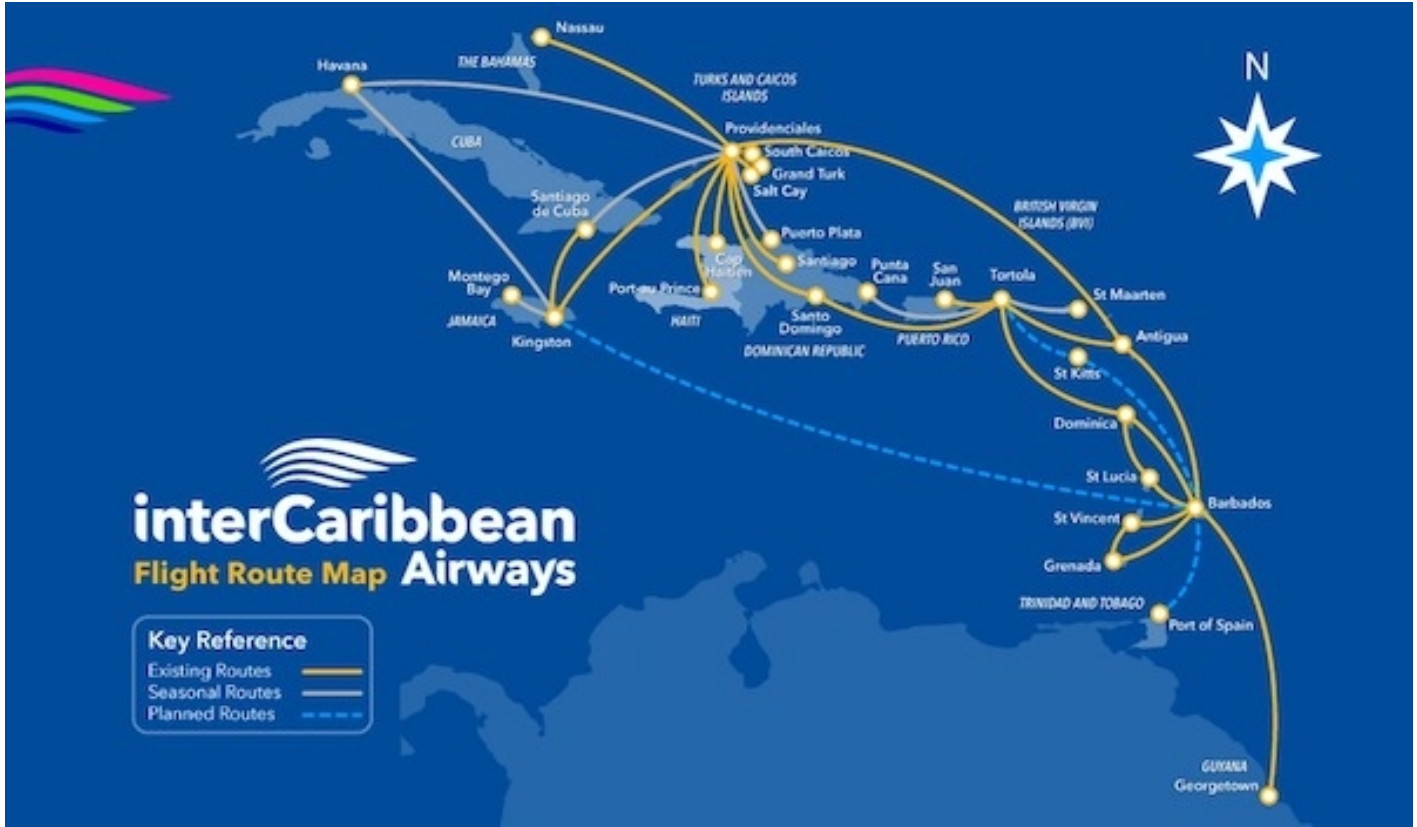 Nassau
Havana
THE BAHAMAS
N
TURKS AND CAICOS
ISLANDS
Providenciales
CUBA
South Caicos
Grand Turk
Salt Cay
Santiago
de Cuba
BRITISH VIRGIN
ISLANDS (BVI)
Puerto Plata
Cap
Haitien
Santiago
Punta
Cana
San
Juan
Tortola
Montego
Bay
Port-au Prince
St Maarten
JAMAICA
HAITI
Santo
Domingo
Kingston
DOMINICAN REPUBLIC
PUERTO RICO
Antigua
St Kitts
Dominica
St Lucia
Barbados
St Vincent
Grenada
interCaribbean
Flight Route Map Airways
TRINIDAD AND TOBAGO
Port of Spain
Key Reference
Existing Routes
Seasonal Routes
Planned Routes
GUYANA
Georgetown